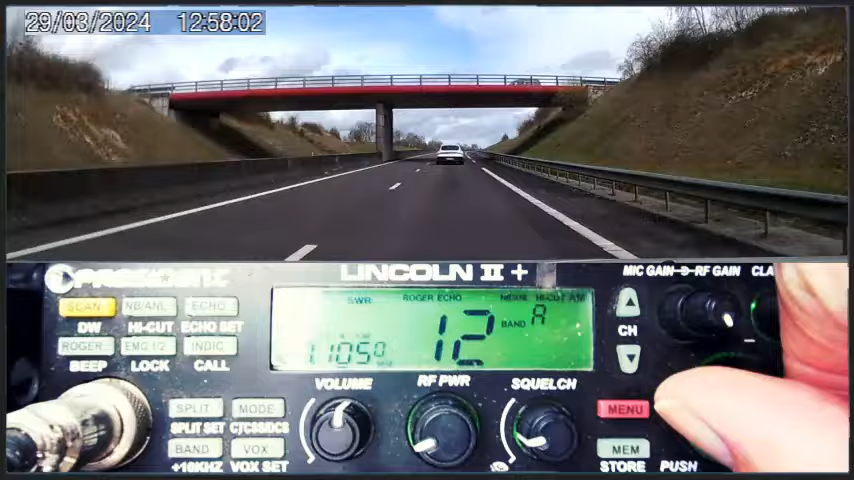 29/03/2024 12:58:02
PRESIDENT LINCOLN II +
MIC GAIN RF GAIN CLA
SCAN NB/ANL ECHO
DW HI-CUT ECHO SET
ROGER EMG 1/2 INDIC
BEEP LOCK CALL
SWR ROGER ECHO NB/ANL HI-CUT
12 BAND A
CH
VOLUME RF PWR SQUELCH
SPLIT MODE
SPLIT SET CTCSS/DCS
BAND VOX
+10KHZ VOX SET
MENU
MEM
STORE PUSH